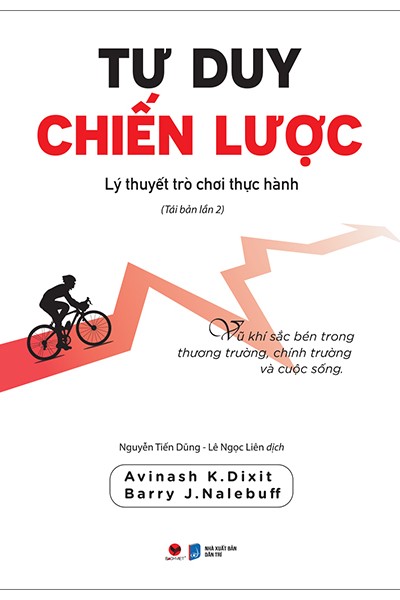 TƯ DUY
CHIẾN LƯỢC
Lý thuyết trò chơi thực hành
(Tái bản lần 2)
Vũ khí sắc bén trong
thương trường, chính trường
và cuộc sống.
Nguyễn Tiến Dũng - Lê Ngọc Liên dịch
Avinash K.Dixit
Barry J.Nalebuff
NHÀ XUẤT BẢN
DÂN TRÍ